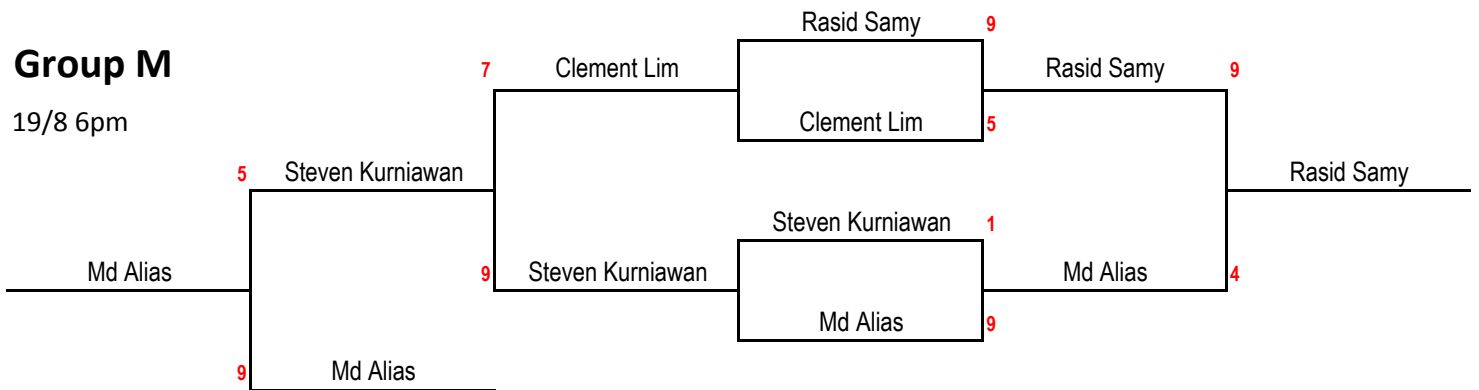 Rasid Samy 9
Group M
7 Clement Lim Rasid Samy 9
19/8 6pm
Clement Lim 5
5 Steven Kurniawan Rasid Samy
Steven Kurniawan 1
Md Alias 9 Steven Kurniawan Md Alias 4
Md Alias 9
9 Md Alias